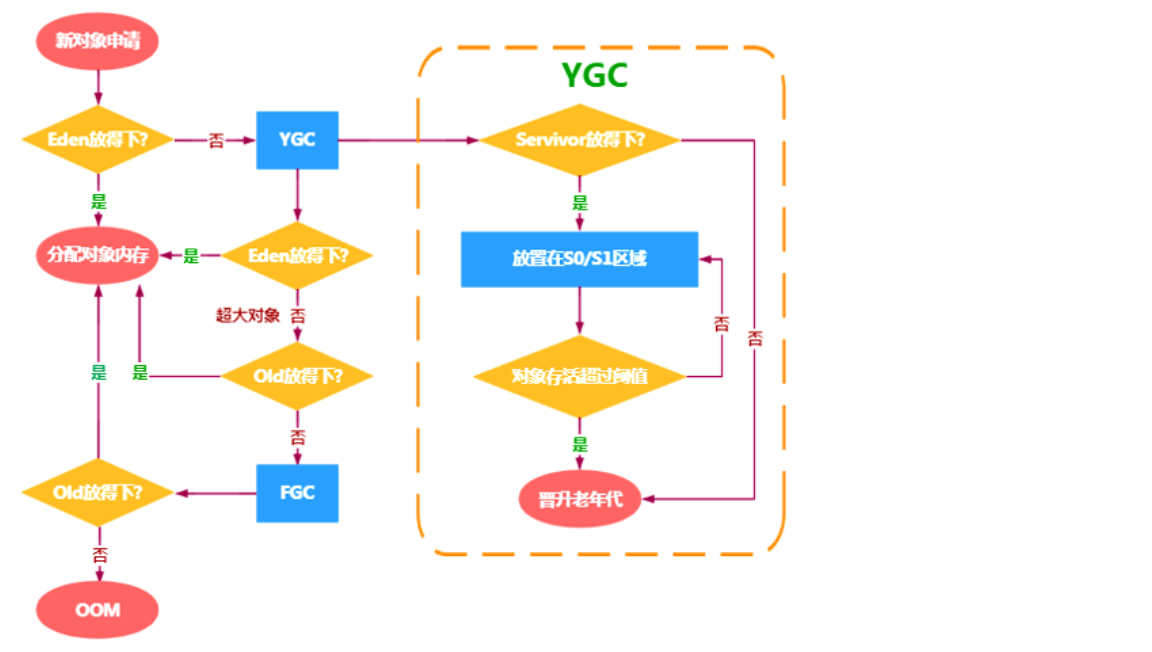 新对象申请
YGC
Eden放得下?
否
YGC
Servivor放得下?
是
是
分配对象内存
是
Eden放得下?
放置在S0/S1区域
超大对象
否
否
否
是
是
Old放得下?
对象存活超过阈值
否
是
Old放得下?
FGC
晋升老年代
否
OOM